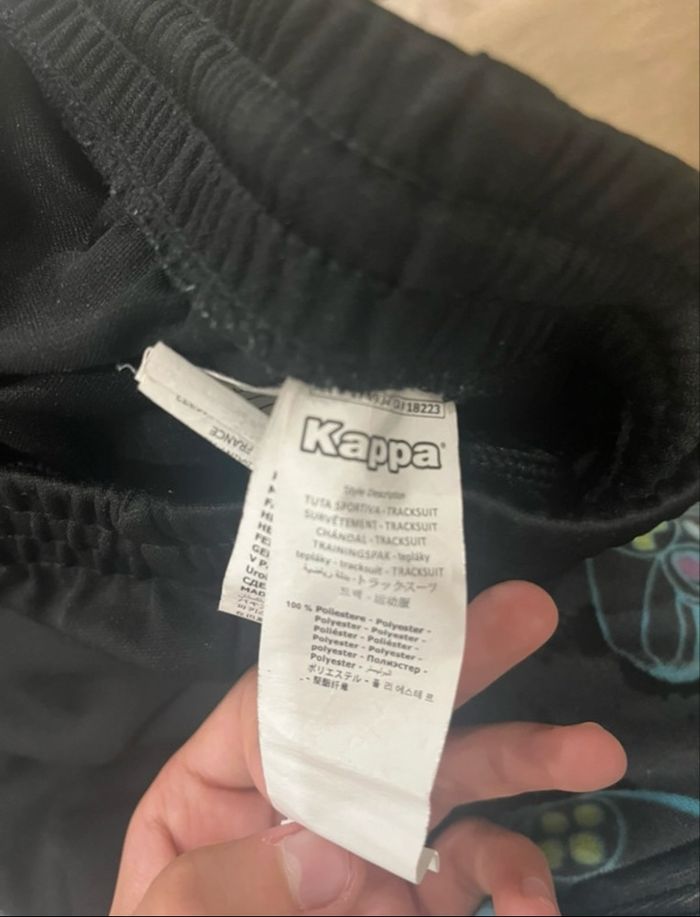 18223
Kappa
Style Description
TUTA SPORTIVA - TRACKSUIT
SURVÊTEMENT - TRACKSUIT
CHÁNDAL - TRACKSUIT
TRAININGSPAK - tepláky
tepláky - tracksuit - TRACKSUIT
بدلة رياضية - トラックスーツ
트랙 - 运动服
100 % Poliestere - Polyester -
Polyester - Polyester -
Poliéster - Poliéster -
Polyester - Polyester -
polyester - Полиэстер -
Polyester - البوليستر
ポリエステル - 폴 리 에스테 르
- 聚酯纤维
FRANCE